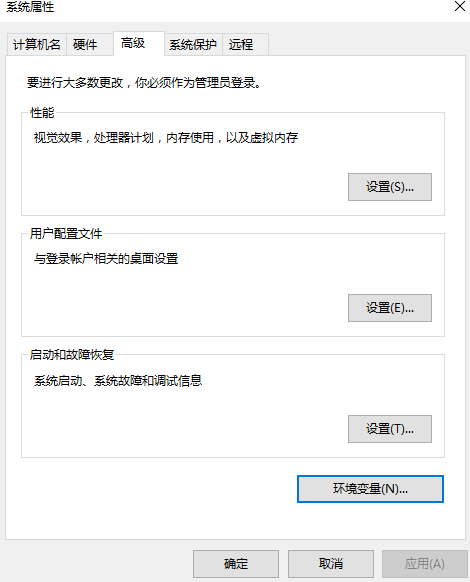 系统属性
计算机名 硬件 高级 系统保护 远程
要进行大多数更改，你必须作为管理员登录。
性能
视觉效果，处理器计划，内存使用，以及虚拟内存
设置(S)...
用户配置文件
与登录帐户相关的桌面设置
设置(E)...
启动和故障恢复
系统启动、系统故障和调试信息
设置(T)...
环境变量(N)...
确定 取消 应用(A)